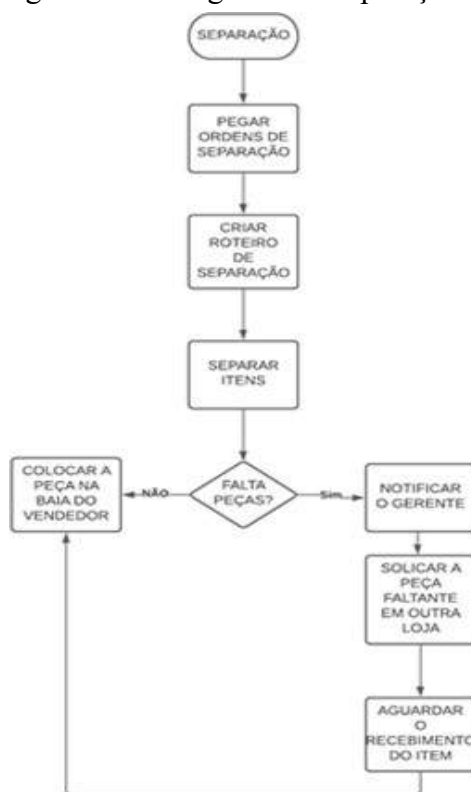 SEPARAÇÃO
PEGAR
ORDENS DE
SEPARAÇÃO
CRIAR
ROTEIRO
DE
SEPARAÇÃO
SEPARAR
ITENS
FALTA
PEÇAS?
NÃO
COLOCAR A
PEÇA NA
BAIA DO
VENDEDOR
Sim
NOTIFICAR
O GERENTE
SOLICAR A
PEÇA
FALTANTE
EM OUTRA
LOJA
AGUARDAR
O
RECEBIMENTO
DO ITEM